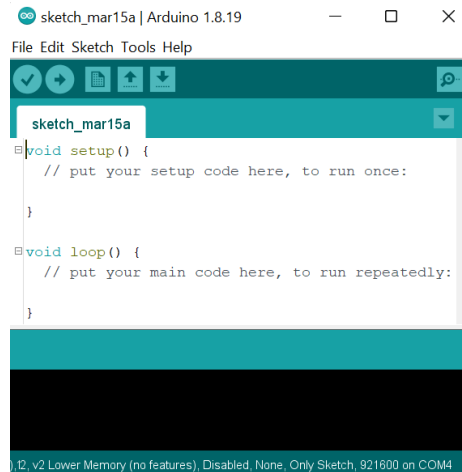 sketch_mar15a | Arduino 1.8.19
File Edit Sketch Tools Help
sketch_mar15a
void setup() {
// put your setup code here, to run once:
}
void loop() {
// put your main code here, to run repeatedly:
}
),f2, v2 Lower Memory (no features), Disabled, None, Only Sketch, 921600 on COM4